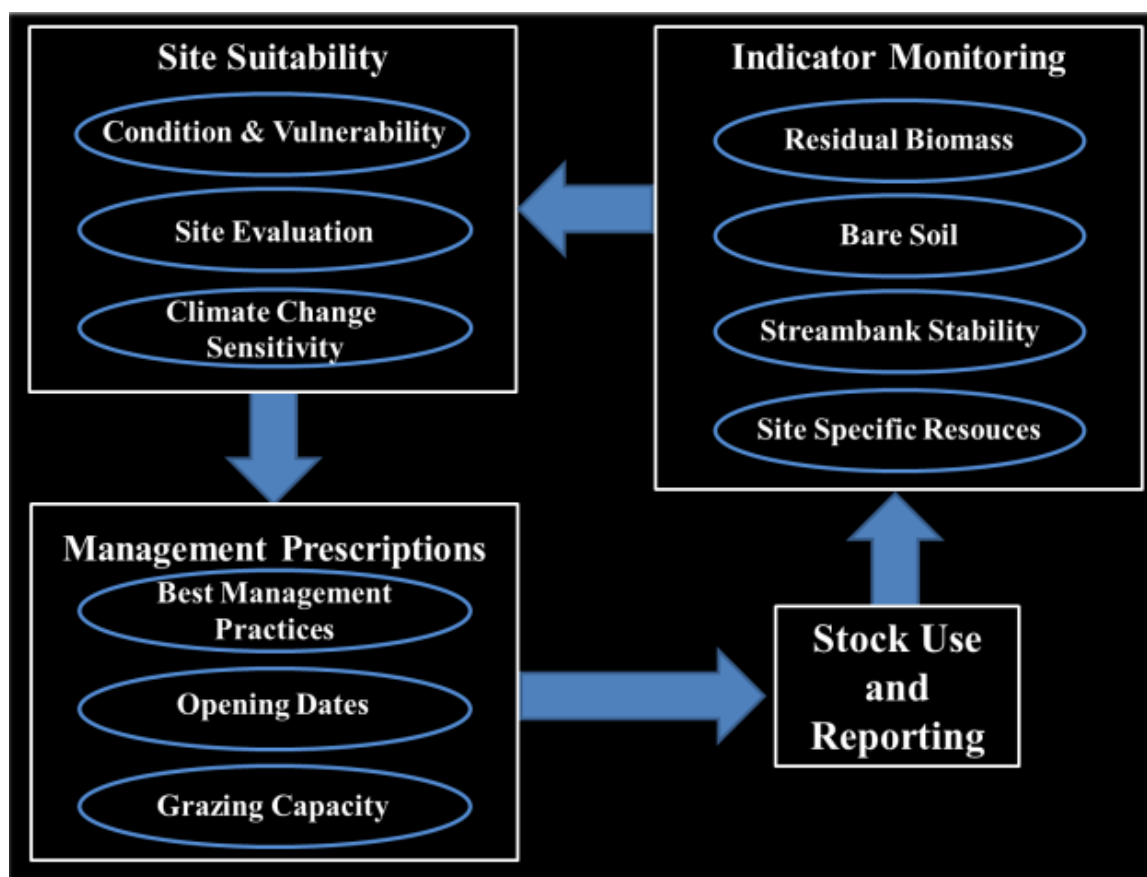 Site Suitability
Condition & Vulnerability
Site Evaluation
Climate Change
Sensitivity
Indicator Monitoring
Residual Biomass
Bare Soil
Streambank Stability
Site Specific Resouces
Management Prescriptions
Best Management
Practices
Opening Dates
Grazing Capacity
Stock Use
and
Reporting